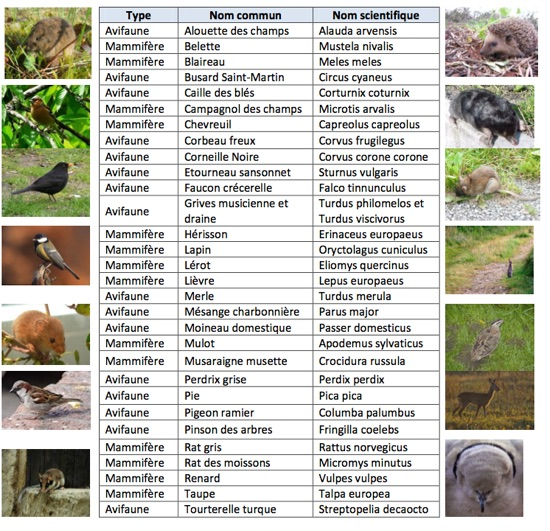 Type Nom commun Nom scientifique
Avifaune Alouette des champs Alauda arvensis
Mammifère Belette Mustela nivalis
Mammifère Blaireau Meles meles
Avifaune Busard Saint-Martin Circus cyaneus
Avifaune Caille des blés Corturnix coturnix
Mammifère Campagnol des champs Microtis arvalis
Mammifère Chevreuil Capreolus capreolus
Avifaune Corbeau freux Corvus frugilegus
Avifaune Corneille Noire Corvus corone corone
Avifaune Etourneau sansonnet Sturnus vulgaris
Avifaune Faucon crécerelle Falco tinnunculus
Avifaune Grives musicienne et draine Turdus philomelos et Turdus viscivorus
Mammifère Hérisson Erinaceus europaeus
Mammifère Lapin Oryctolagus cuniculus
Mammifère Lérot Eliomys quercinus
Mammifère Lièvre Lepus europaeus
Avifaune Merle Turdus merula
Avifaune Mésange charbonnière Parus major
Avifaune Moineau domestique Passer domesticus
Mammifère Mulot Apodemus sylvaticus
Mammifère Musaraigne musette Crocidura russula
Avifaune Perdrix grise Perdix perdix
Avifaune Pie Pica pica
Avifaune Pigeon ramier Columba palumbus
Avifaune Pinson des arbres Fringilla coelebs
Mammifère Rat gris Rattus norvegicus
Mammifère Rat des moissons Micromys minutus
Mammifère Renard Vulpes vulpes
Mammifère Taupe Talpa europea
Avifaune Tourterelle turque Streptopelia decaocto